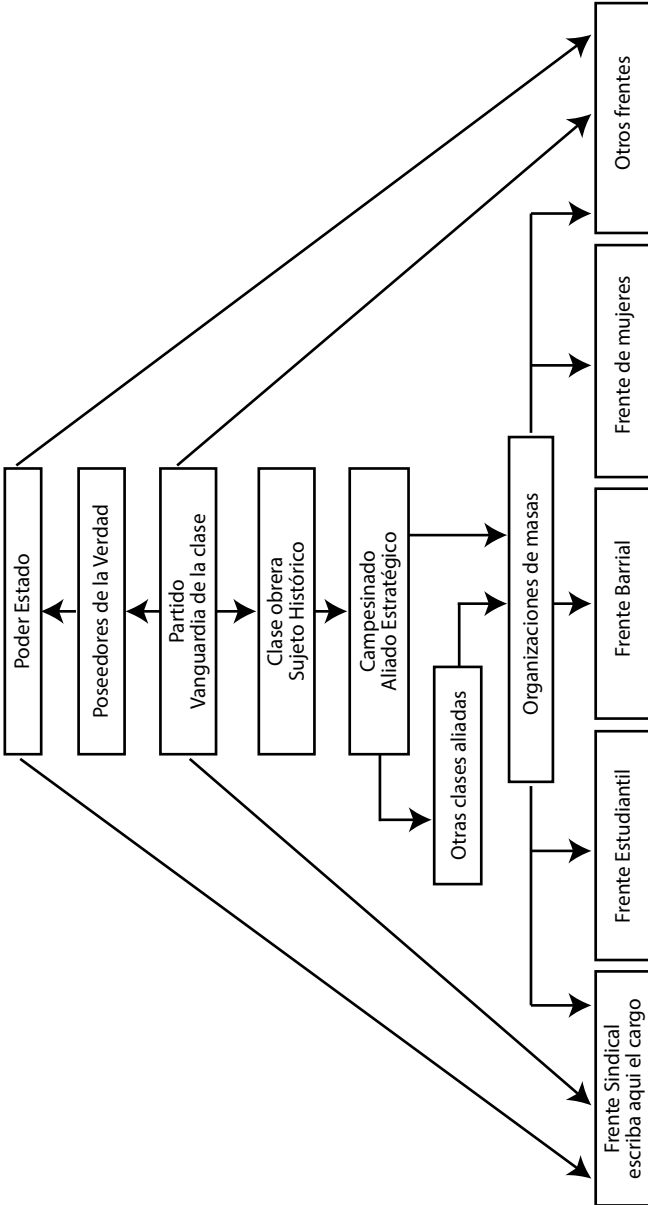 Poder Estado
Poseedores de la Verdad
Partido
Vanguardia de la clase
Clase obrera
Sujeto Histórico
Campesinado
Aliado Estratégico
Otras clases aliadas
Organizaciones de masas
Frente Sindical
escriba aqui el cargo
Frente Estudiantil
Frente Barrial
Frente de mujeres
Otros frentes